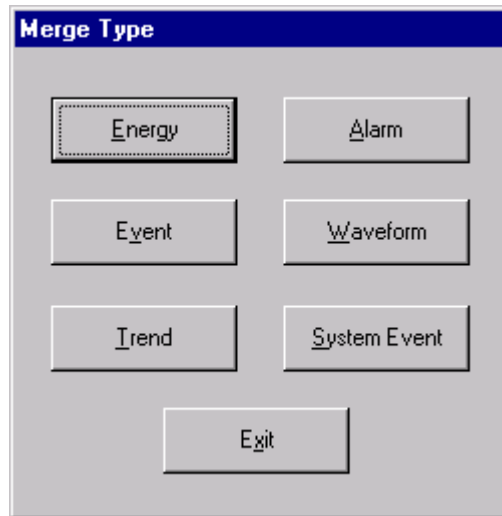 Merge Type
Energy
Alarm
Event
Waveform
Trend
System Event
Exit